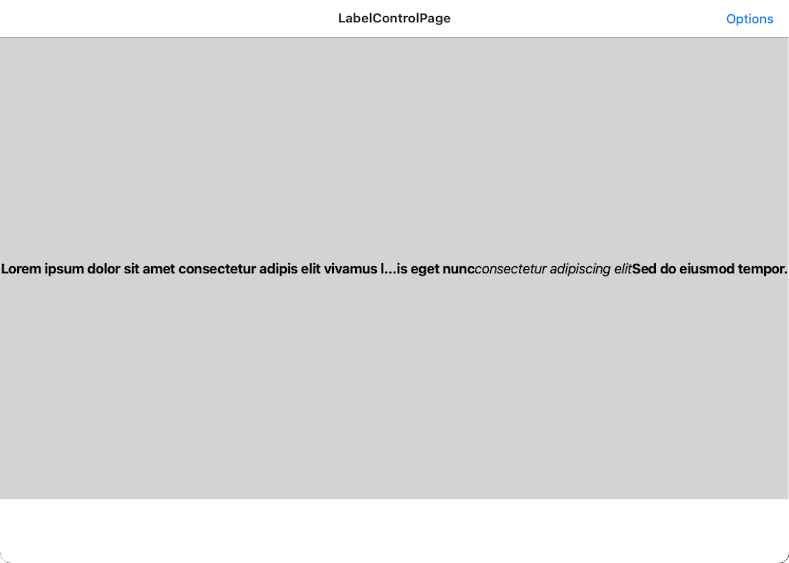 LabelControlPage
Options
Lorem ipsum dolor sit amet consectetur adipis elit vivamus l...is eget nuncconsectetur adipiscing elitSed do eiusmod tempor.